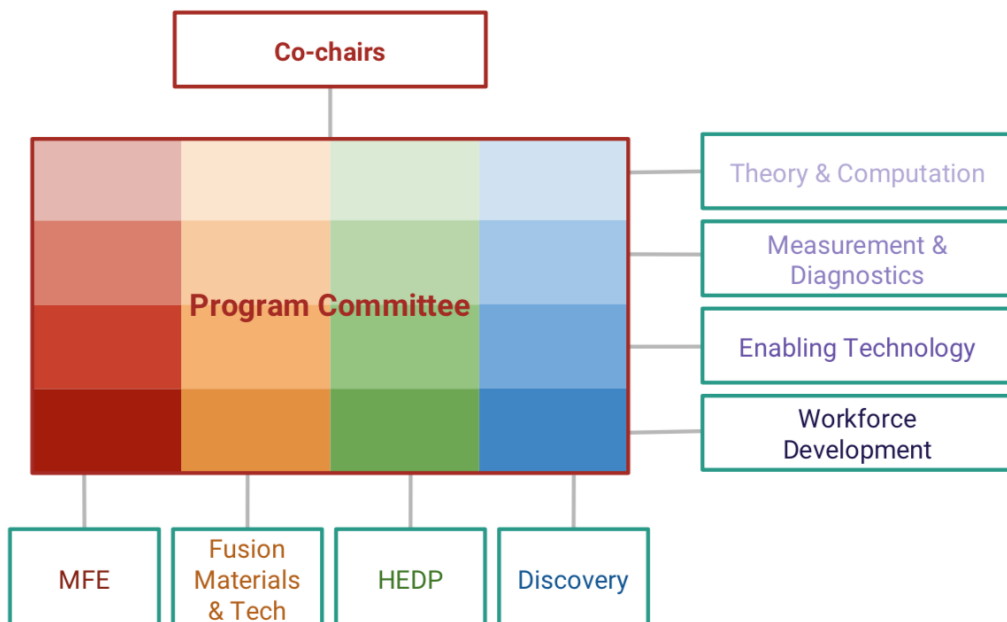 Co-chairs
Theory & Computation
Measurement &
Diagnostics
Program Committee
Enabling Technology
Workforce
Development
MFE
Fusion
Materials
& Tech
HEDP
Discovery